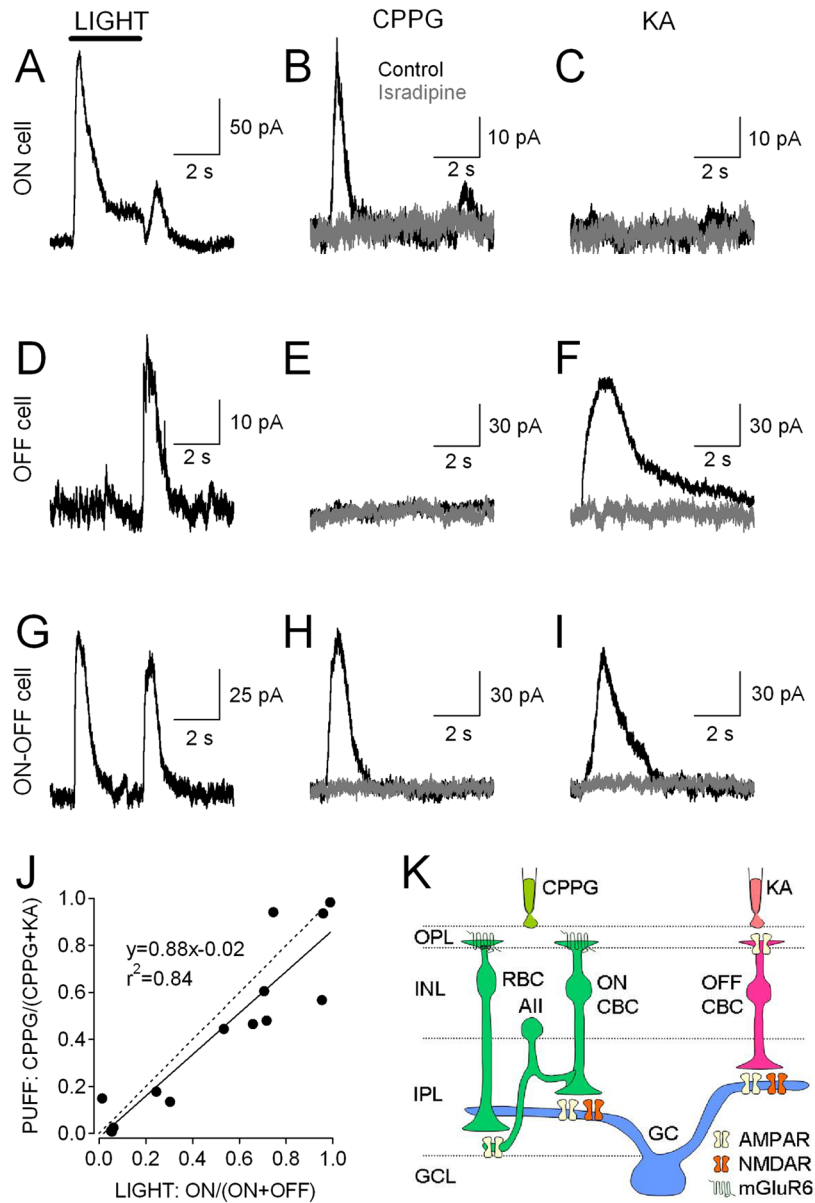 LIGHT CPPG KA
A B C
Control
Isradipine
ON cell
50 pA
2 s
10 pA
2 s
10 pA
2 s
D E F
OFF cell
10 pA
2 s
30 pA
2 s
30 pA
2 s
G H I
ON-OFF cell
25 pA
2 s
30 pA
2 s
30 pA
2 s
J
PUFF: CPPG/(CPPG+KA)
1.0
0.8
0.6
0.4
0.2
0.0
y=0.88x-0.02
r²=0.84
0.0 0.2 0.4 0.6 0.8 1.0
LIGHT: ON/(ON+OFF)
K
CPPG KA
OPL
INL
RBC
AII
ON
CBC
OFF
CBC
IPL
GC
GCL
AMPAR
NMDAR
mGluR6